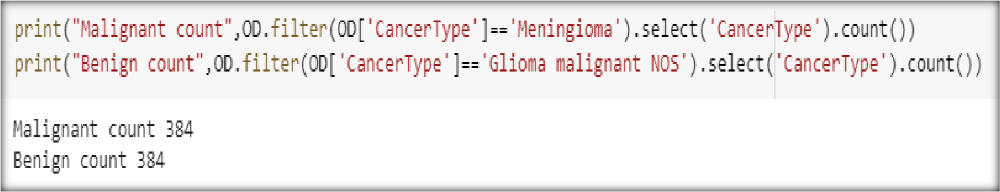 print("Malignant count",OD.filter(OD['CancerType']=='Meningioma').select('CancerType').count())
print("Benign count",OD.filter(OD['CancerType']=='Glioma malignant NOS').select('CancerType').count())
Malignant count 384
Benign count 384